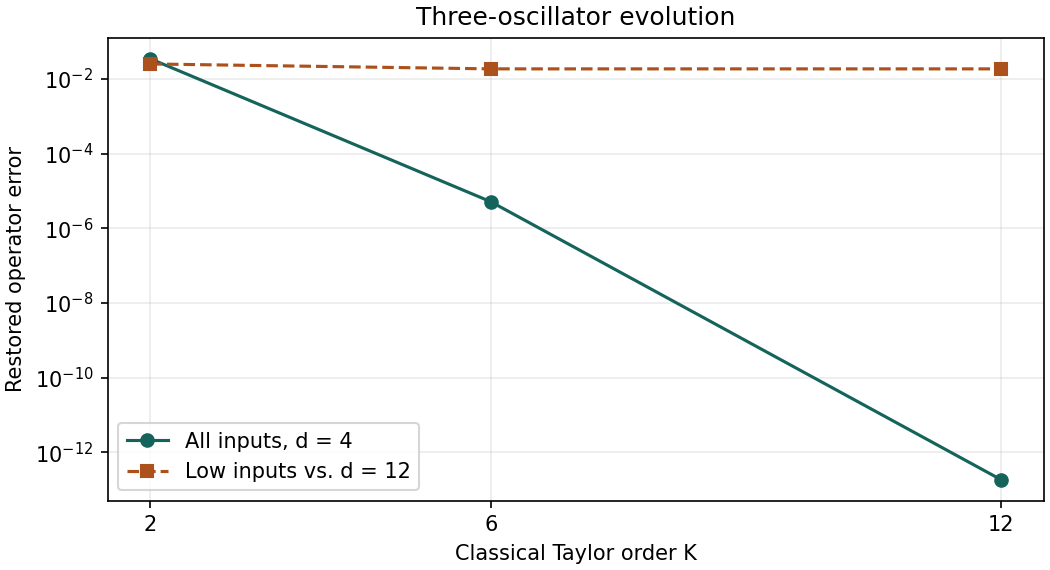 Three-oscillator evolution
Restored operator error
10⁻²
10⁻⁴
10⁻⁶
10⁻⁸
10⁻¹⁰
10⁻¹²
All inputs, d = 4
Low inputs vs. d = 12
2 6 12
Classical Taylor order K